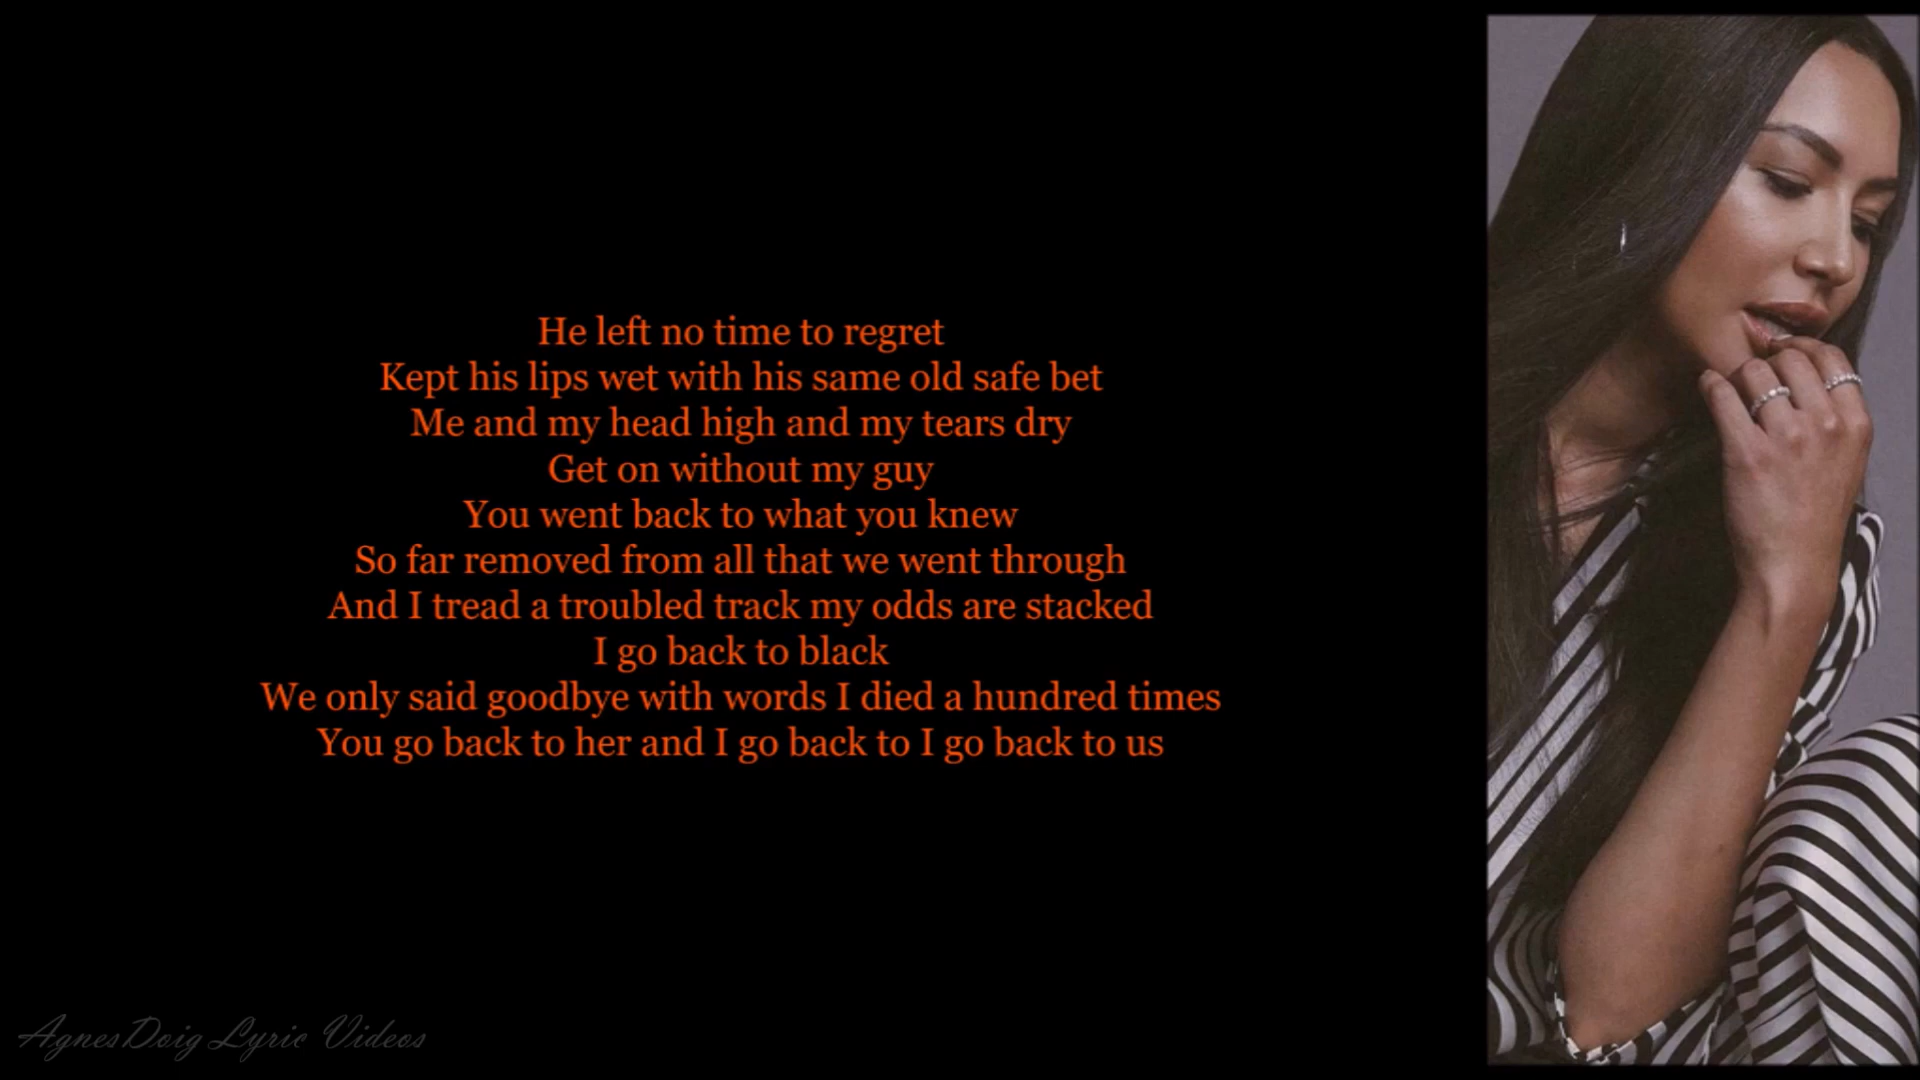 He left no time to regret
Kept his lips wet with his same old safe bet
Me and my head high and my tears dry
Get on without my guy
You went back to what you knew
So far removed from all that we went through
And I tread a troubled track my odds are stacked
I go back to black
We only said goodbye with words I died a hundred times
You go back to her and I go back to I go back to us
AgnesDoig Lyric Videos